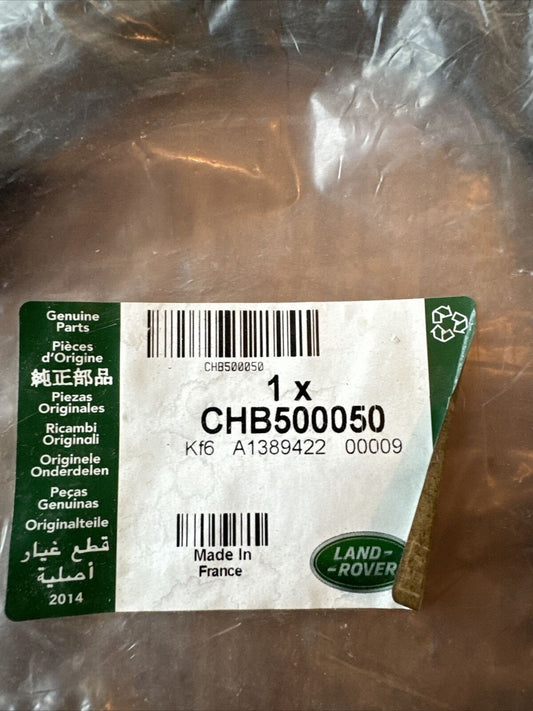 Genuine
Parts
Pièces
d'Origine
純正部品
Piezas
Originales
Ricambi
Originali
Originele
Onderdelen
Peças
Genuínas
Originalteile
قطع غيار
أصلية
2014
CHB500050
1 x
CHB500050
Kf6 A1389422 00009
Made In
France
LAND-
-ROVER